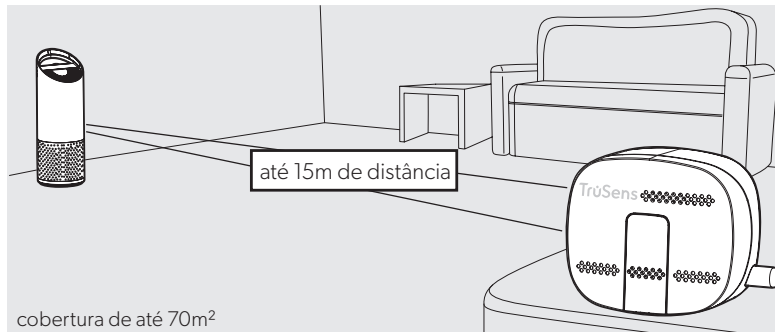 até 15m de distância
TruSens
cobertura de até 70m²